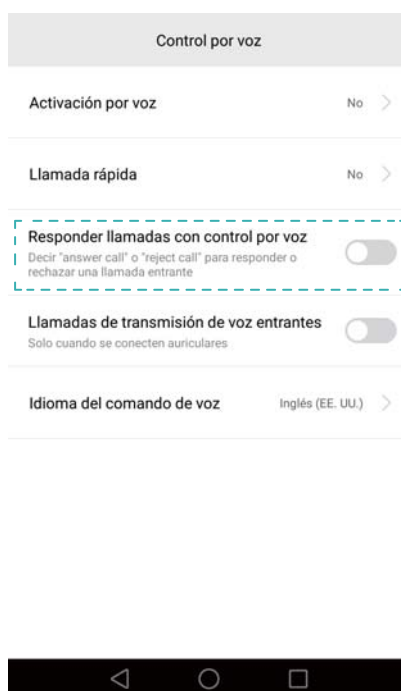 Control por voz
Activación por voz No
Llamada rápida No
Responder llamadas con control por voz
Decir "answer call" o "reject call" para responder o
rechazar una llamada entrante
Llamadas de transmisión de voz entrantes
Solo cuando se conecten auriculares
Idioma del comando de voz Inglés (EE. UU.)